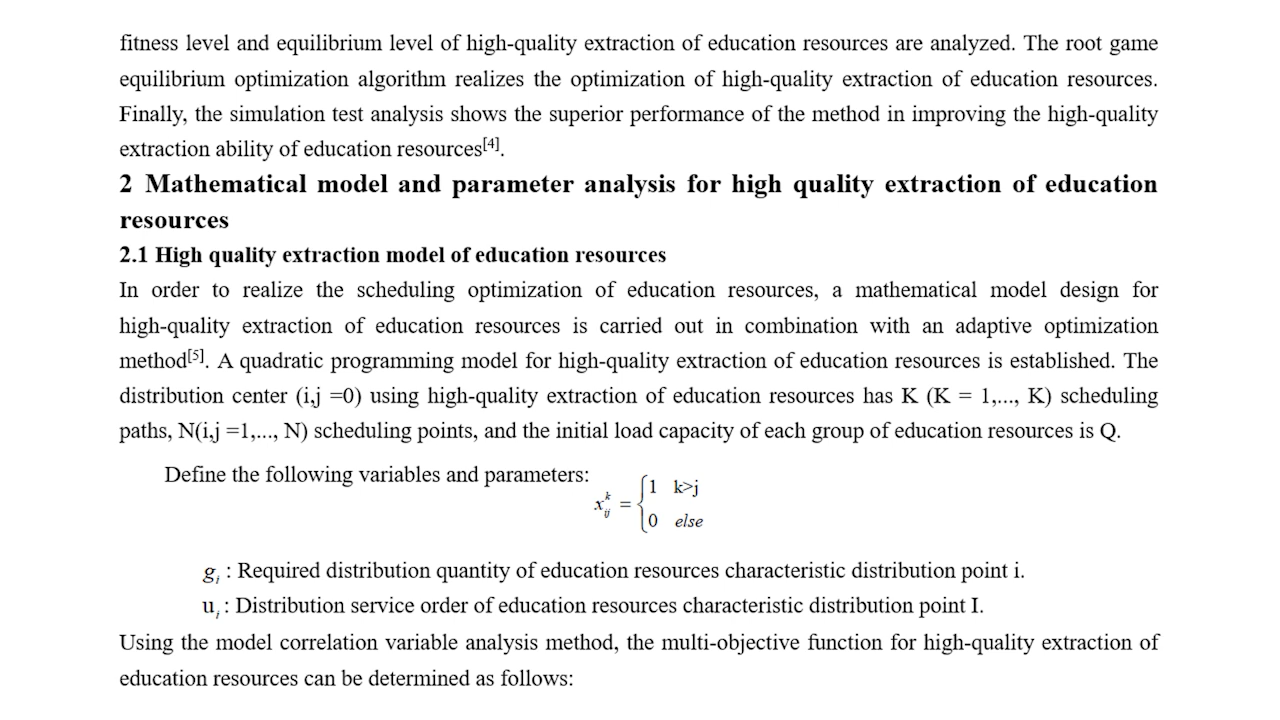 fitness level and equilibrium level of high-quality extraction of education resources are analyzed. The root game
equilibrium optimization algorithm realizes the optimization of high-quality extraction of education resources.
Finally, the simulation test analysis shows the superior performance of the method in improving the high-quality
extraction ability of education resources[4].
2 Mathematical model and parameter analysis for high quality extraction of education
resources
2.1 High quality extraction model of education resources
In order to realize the scheduling optimization of education resources, a mathematical model design for
high-quality extraction of education resources is carried out in combination with an adaptive optimization
method[5]. A quadratic programming model for high-quality extraction of education resources is established. The
distribution center (i,j =0) using high-quality extraction of education resources has K (K = 1,..., K) scheduling
paths, N(i,j =1,..., N) scheduling points, and the initial load capacity of each group of education resources is Q.
Define the following variables and parameters:
x_{ij}^{k} = { 1 k>j
0 else
g_i : Required distribution quantity of education resources characteristic distribution point i.
u_i : Distribution service order of education resources characteristic distribution point I.
Using the model correlation variable analysis method, the multi-objective function for high-quality extraction of
education resources can be determined as follows: